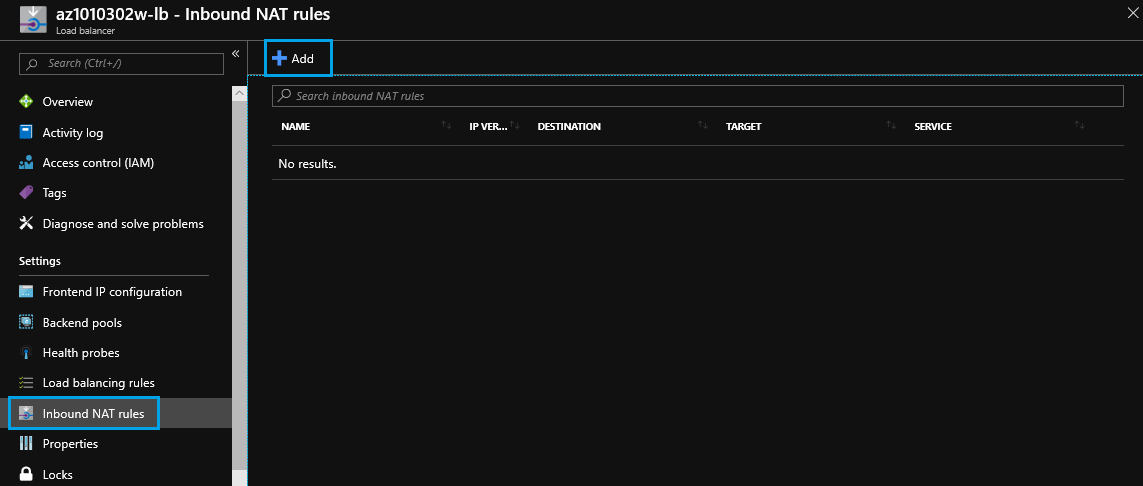 az1010302w-lb - Inbound NAT rules
Load balancer
Search (Ctrl+/)
«
Overview
Activity log
Access control (IAM)
Tags
Diagnose and solve problems
Settings
Frontend IP configuration
Backend pools
Health probes
Load balancing rules
Inbound NAT rules
Properties
Locks
Add
Search inbound NAT rules
NAME IP VER... DESTINATION TARGET SERVICE
No results.